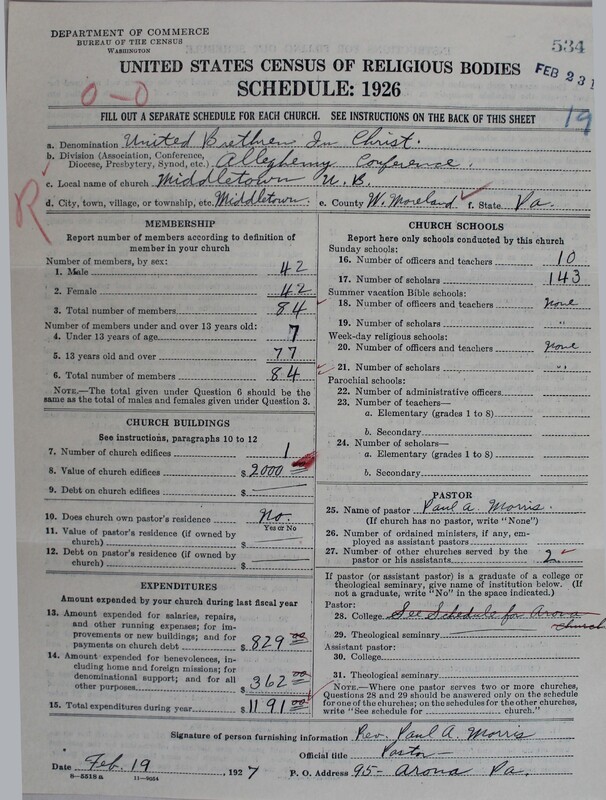 DEPARTMENT OF COMMERCE
BUREAU OF THE CENSUS
WASHINGTON
534
UNITED STATES CENSUS OF RELIGIOUS BODIES
FEB 23 1
SCHEDULE: 1926
0-0
FILL OUT A SEPARATE SCHEDULE FOR EACH CHURCH. SEE INSTRUCTIONS ON THE BACK OF THIS SHEET
19
a. Denomination United Brethren In Christ.
b. Division (Association, Conference,
Diocese, Presbytery, Synod, etc.) Allegheny Conference.
c. Local name of church Middletown U. B.
d. City, town, village, or township, etc. Middletown. e. County W. Moreland f. State Pa.
R
MEMBERSHIP
Report number of members according to definition of
member in your church
Number of members, by sex:
1. Male 42
2. Female 42
3. Total number of members 84
Number of members under and over 13 years old:
4. Under 13 years of age 7
5. 13 years old and over 77
6. Total number of members 84
NOTE.—The total given under Question 6 should be the
same as the total of males and females given under Question 3.
CHURCH BUILDINGS
See instructions, paragraphs 10 to 12
7. Number of church edifices 1
8. Value of church edifices $ 2000 00
9. Debt on church edifices $
10. Does church own pastor's residence No.
Yes or No
11. Value of pastor's residence (if owned by
church) $
12. Debt on pastor's residence (if owned by
church) $
EXPENDITURES
Amount expended by your church during last fiscal year
13. Amount expended for salaries, repairs,
and other running expenses; for im-
provements or new buildings; and for
payments on church debt $ 829 00
14. Amount expended for benevolences, in-
cluding home and foreign missions; for
denominational support; and for all
other purposes $ 362 00
15. Total expenditures during year $ 1191 00
CHURCH SCHOOLS
Report here only schools conducted by this church
Sunday schools:
16. Number of officers and teachers 10
17. Number of scholars 143
Summer vacation Bible schools:
18. Number of officers and teachers none
19. Number of scholars "
Week-day religious schools:
20. Number of officers and teachers none
21. Number of scholars "
Parochial schools:
22. Number of administrative officers
23. Number of teachers—
a. Elementary (grades 1 to 8)
b. Secondary
24. Number of scholars—
a. Elementary (grades 1 to 8)
b. Secondary
PASTOR
25. Name of pastor Paul A. Morris.
(If church has no pastor, write "None")
26. Number of ordained ministers, if any, em-
ployed as assistant pastors
27. Number of other churches served by the
pastor or his assistants 2
If pastor (or assistant pastor) is a graduate of a college or
theological seminary, give name of institution below. (If
not a graduate, write "No" in the space indicated.)
Pastor:
28. College See Schedule for Arona
church
29. Theological seminary
Assistant pastor:
30. College
31. Theological seminary
NOTE.—Where one pastor serves two or more churches,
Questions 28 and 29 should be answered only on the schedule
for one of the churches; on the schedules for the other churches,
write "See schedule for church."
Signature of person furnishing information Rev. Paul A. Morris
Official title Pastor
Date Feb. 19, 1927 P. O. Address 95- Arona Pa.
8—5518 a 11—9054